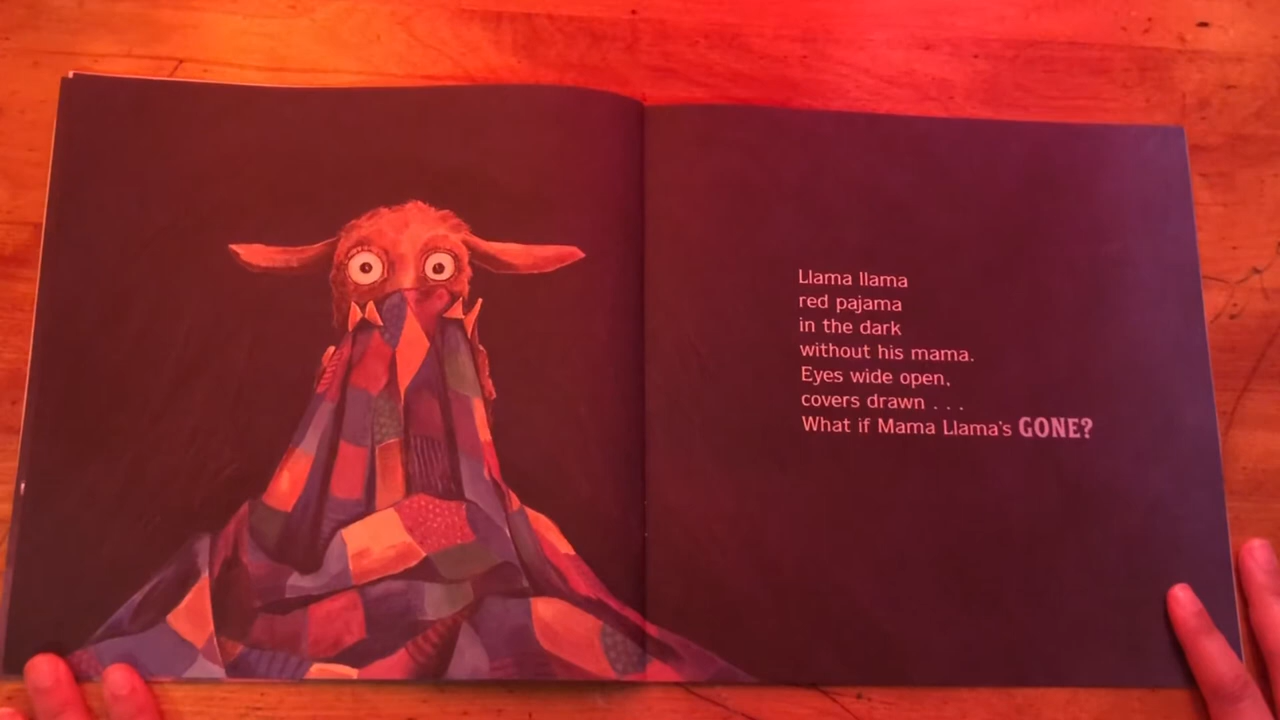 Llama llama
red pajama
in the dark
without his mama.
Eyes wide open,
covers drawn . . .
What if Mama Llama's GONE?